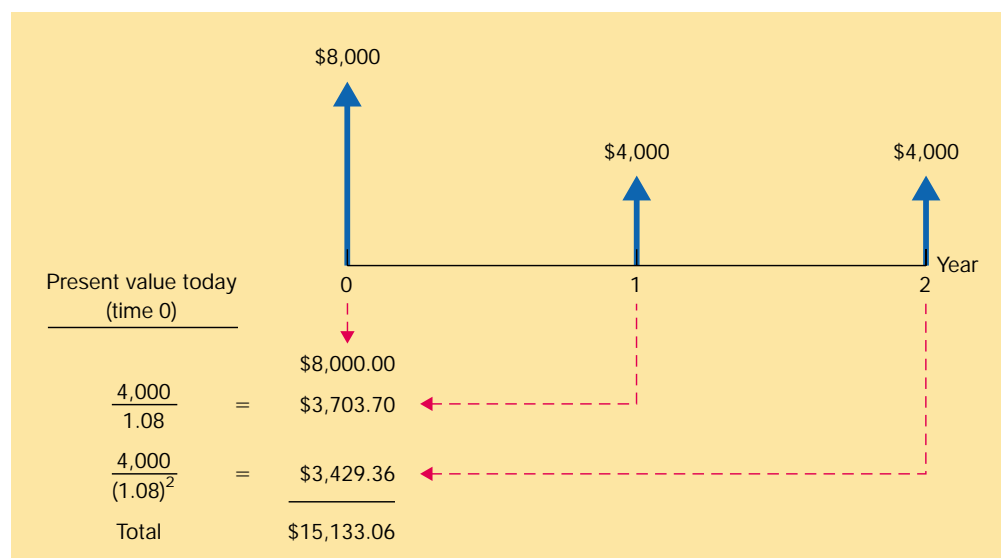 $8,000
$4,000 $4,000
Year
0 1 2
Present value today
(time 0)
$8,000.00
4,000
1.08
= $3,703.70
4,000
(1.08)²
= $3,429.36
Total $15,133.06